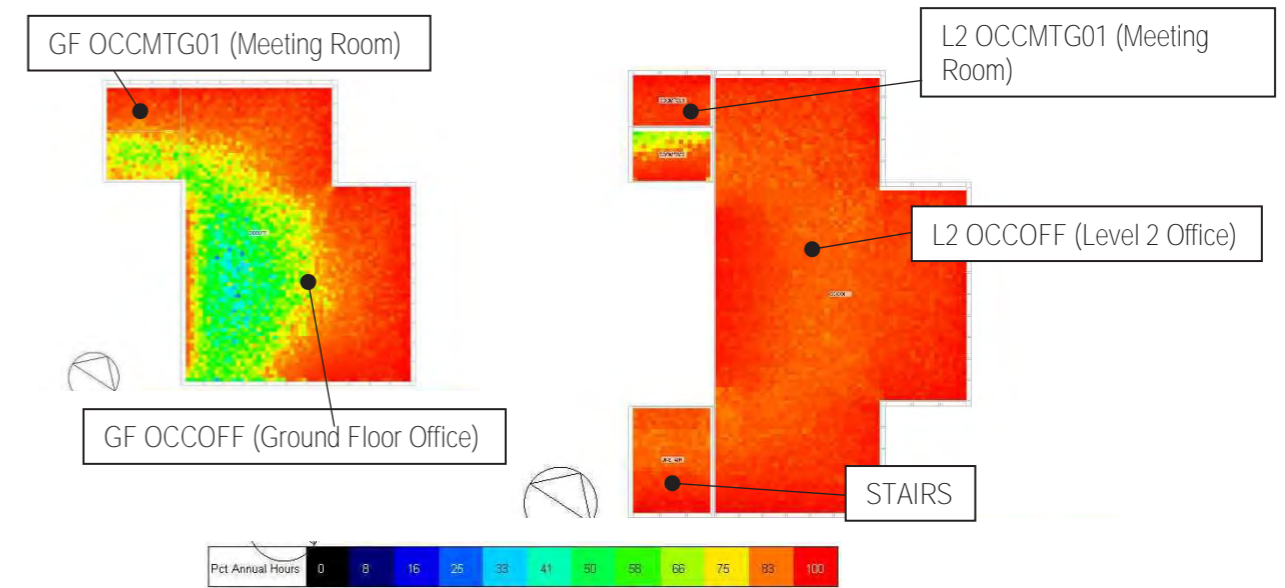 GF OCCMTG01 (Meeting Room)
L2 OCCMTG01 (Meeting
Room)
L2 OCCOFF (Level 2 Office)
GF OCCOFF (Ground Floor Office)
STAIRS
Pct Annual Hours 0 8 16 25 33 41 50 58 66 75 83 100